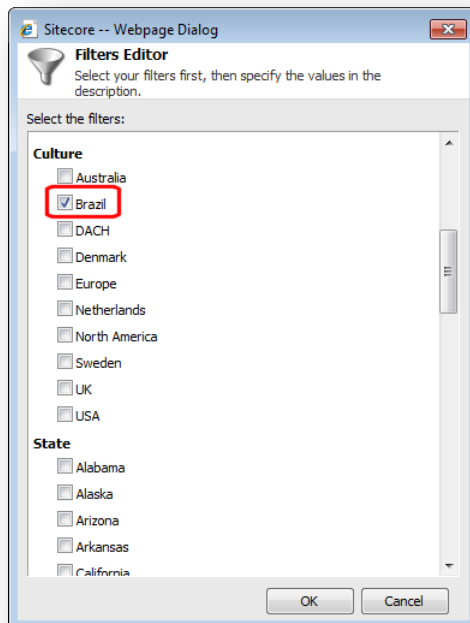 Sitecore -- Webpage Dialog
Filters Editor
Select your filters first, then specify the values in the
description.
Select the filters:
Culture
Australia
Brazil
DACH
Denmark
Europe
Netherlands
North America
Sweden
UK
USA
State
Alabama
Alaska
Arizona
Arkansas
California
OK
Cancel